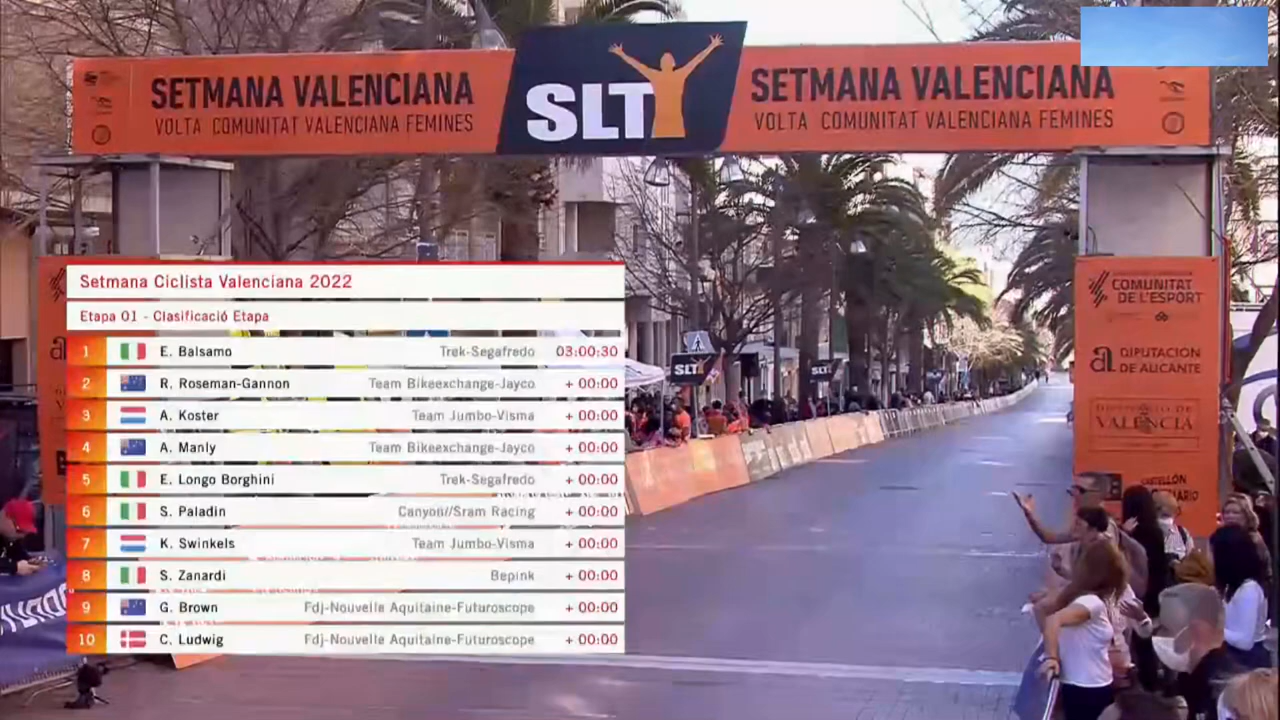 SETMANA VALENCIANA
VOLTA COMUNITAT VALENCIANA FEMINES
SLT
SETMANA VALENCIANA
VOLTA COMUNITAT VALENCIANA FEMINES
Setmana Ciclista Valenciana 2022
Etapa 01 - Clasificació Etapa
1 E. Balsamo Trek-Segafredo 03:00:30
2 R. Roseman-Gannon Team Bikeexchange-Jayco + 00:00
3 A. Koster Team Jumbo-Visma + 00:00
4 A. Manly Team Bikeexchange-Jayco + 00:00
5 E. Longo Borghini Trek-Segafredo + 00:00
6 S. Paladin Canyon//Sram Racing + 00:00
7 K. Swinkels Team Jumbo-Visma + 00:00
8 S. Zanardi Bepink + 00:00
9 G. Brown Fdj-Nouvelle Aquitaine-Futuroscope + 00:00
10 C. Ludwig Fdj-Nouvelle Aquitaine-Futuroscope + 00:00
SLT
SLT
COMUNITAT
DE L'ESPORT
a DIPUTACION
DE ALICANTE
VALÈNCIA
CASTELLÓN